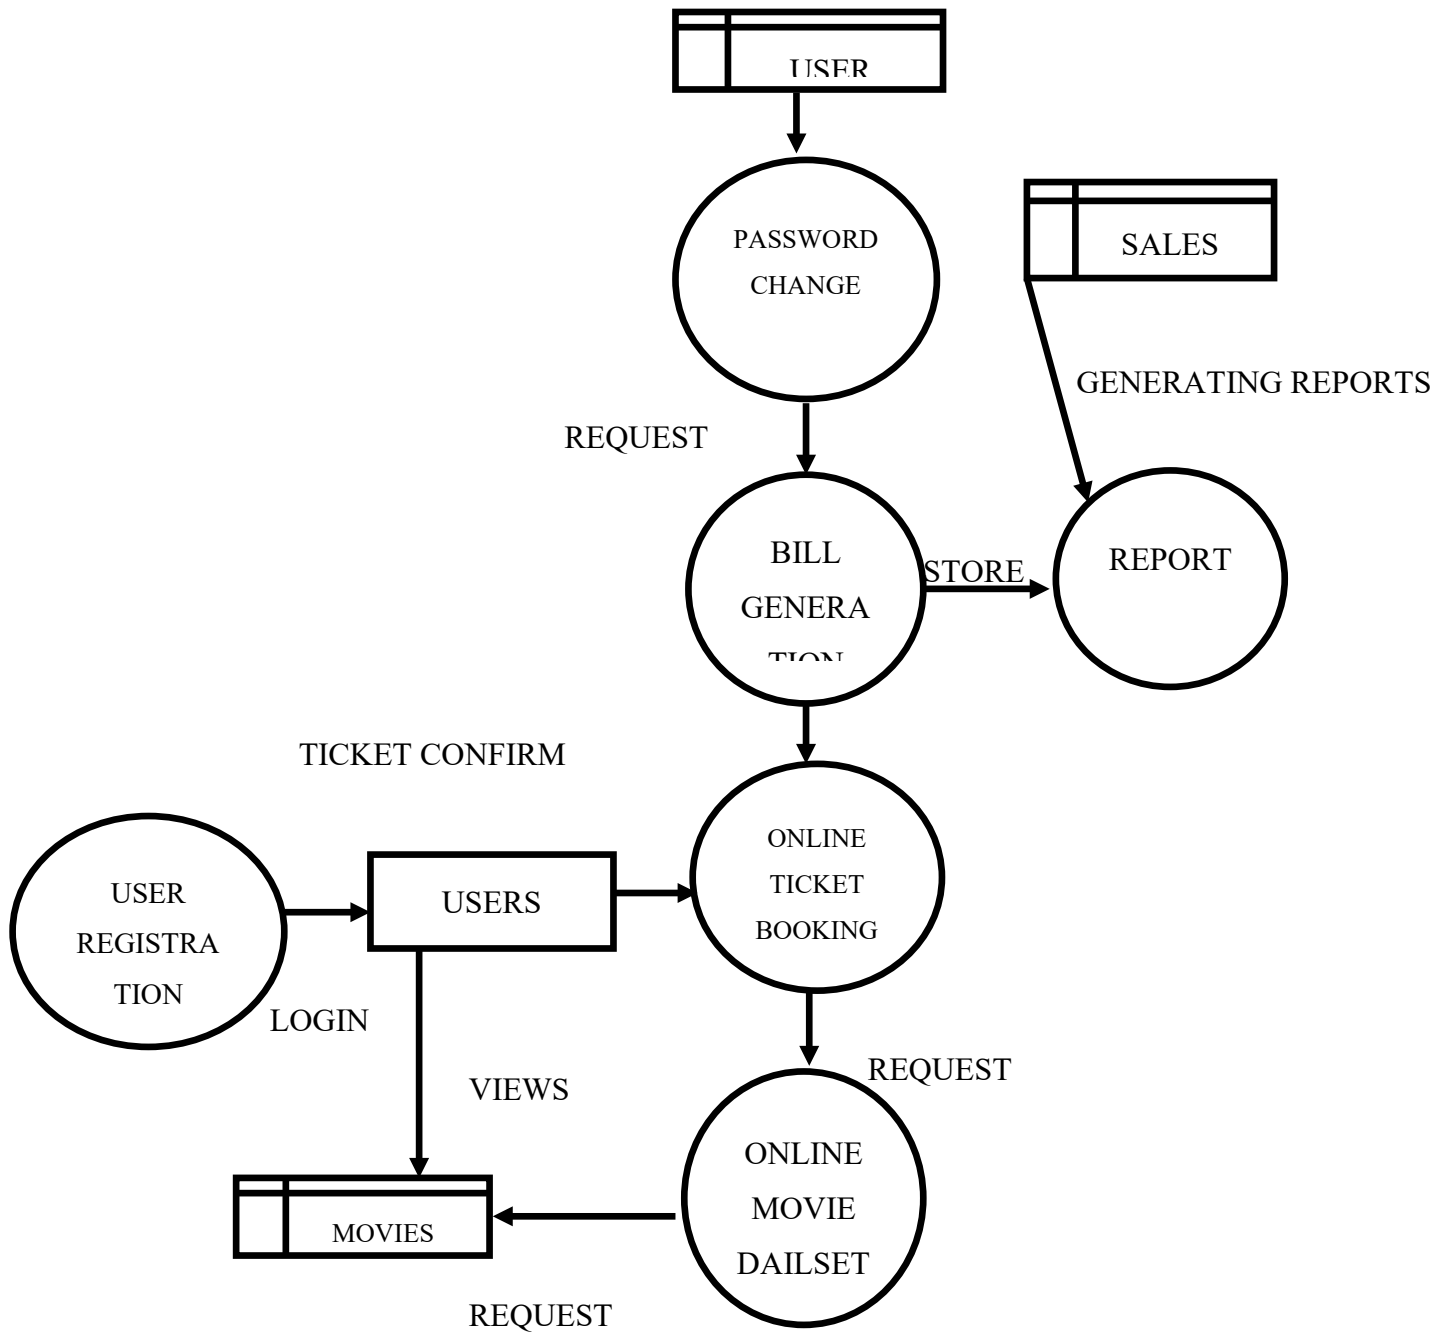 USER
PASSWORD
CHANGE
SALES
GENERATING REPORTS
REQUEST
BILL
GENERA
TION
STORE
REPORT
TICKET CONFIRM
ONLINE
TICKET
BOOKING
USER
REGISTRA
TION
USERS
LOGIN
VIEWS
REQUEST
ONLINE
MOVIE
DAILSET
MOVIES
REQUEST